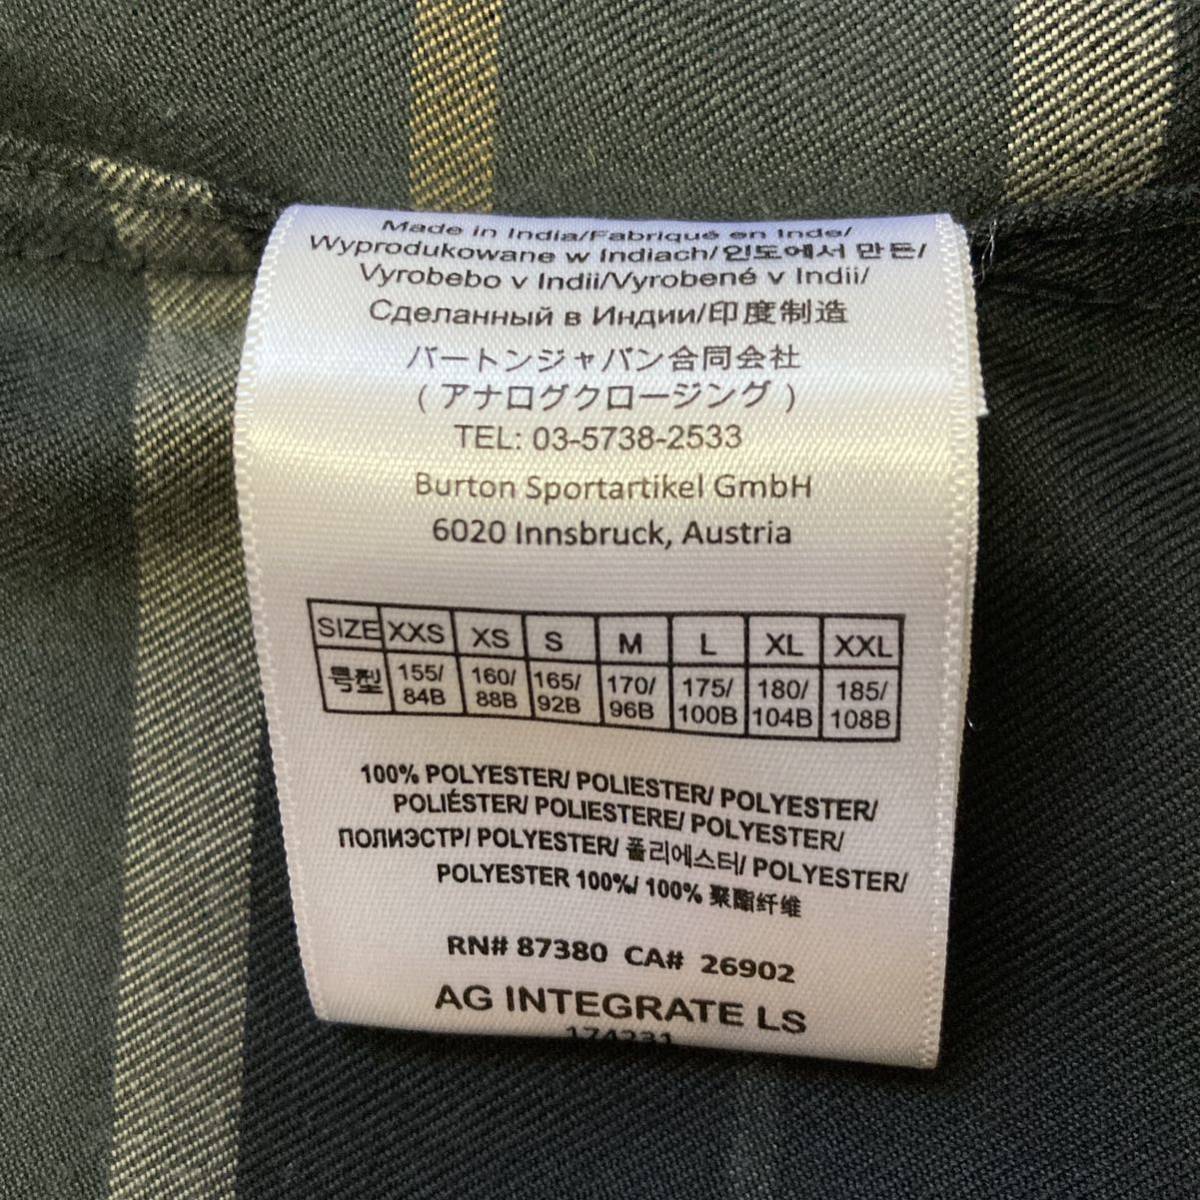 Made in India/Fabriqué en Inde/
Wyprodukowane w Indiach/인도에서 만든/
Vyrobebo v Indii/Vyrobené v Indii/
Сделанный в Индии/印度制造
バートンジャパン合同会社
( アナログクロージング )
TEL: 03-5738-2533
Burton Sportartikel GmbH
6020 Innsbruck, Austria
SIZE XXS XS S M L XL XXL
号型 155/ 160/ 165/ 170/ 175/ 180/ 185/
84B 88B 92B 96B 100B 104B 108B
100% POLYESTER/ POLIESTER/ POLYESTER/
POLIÉSTER/ POLIESTERE/ POLYESTER/
ПОЛИЭСТР/ POLYESTER/ 폴리에스터/ POLYESTER/
POLYESTER 100%/ 100% 聚酯纤维
RN# 87380 CA# 26902
AG INTEGRATE LS
174231